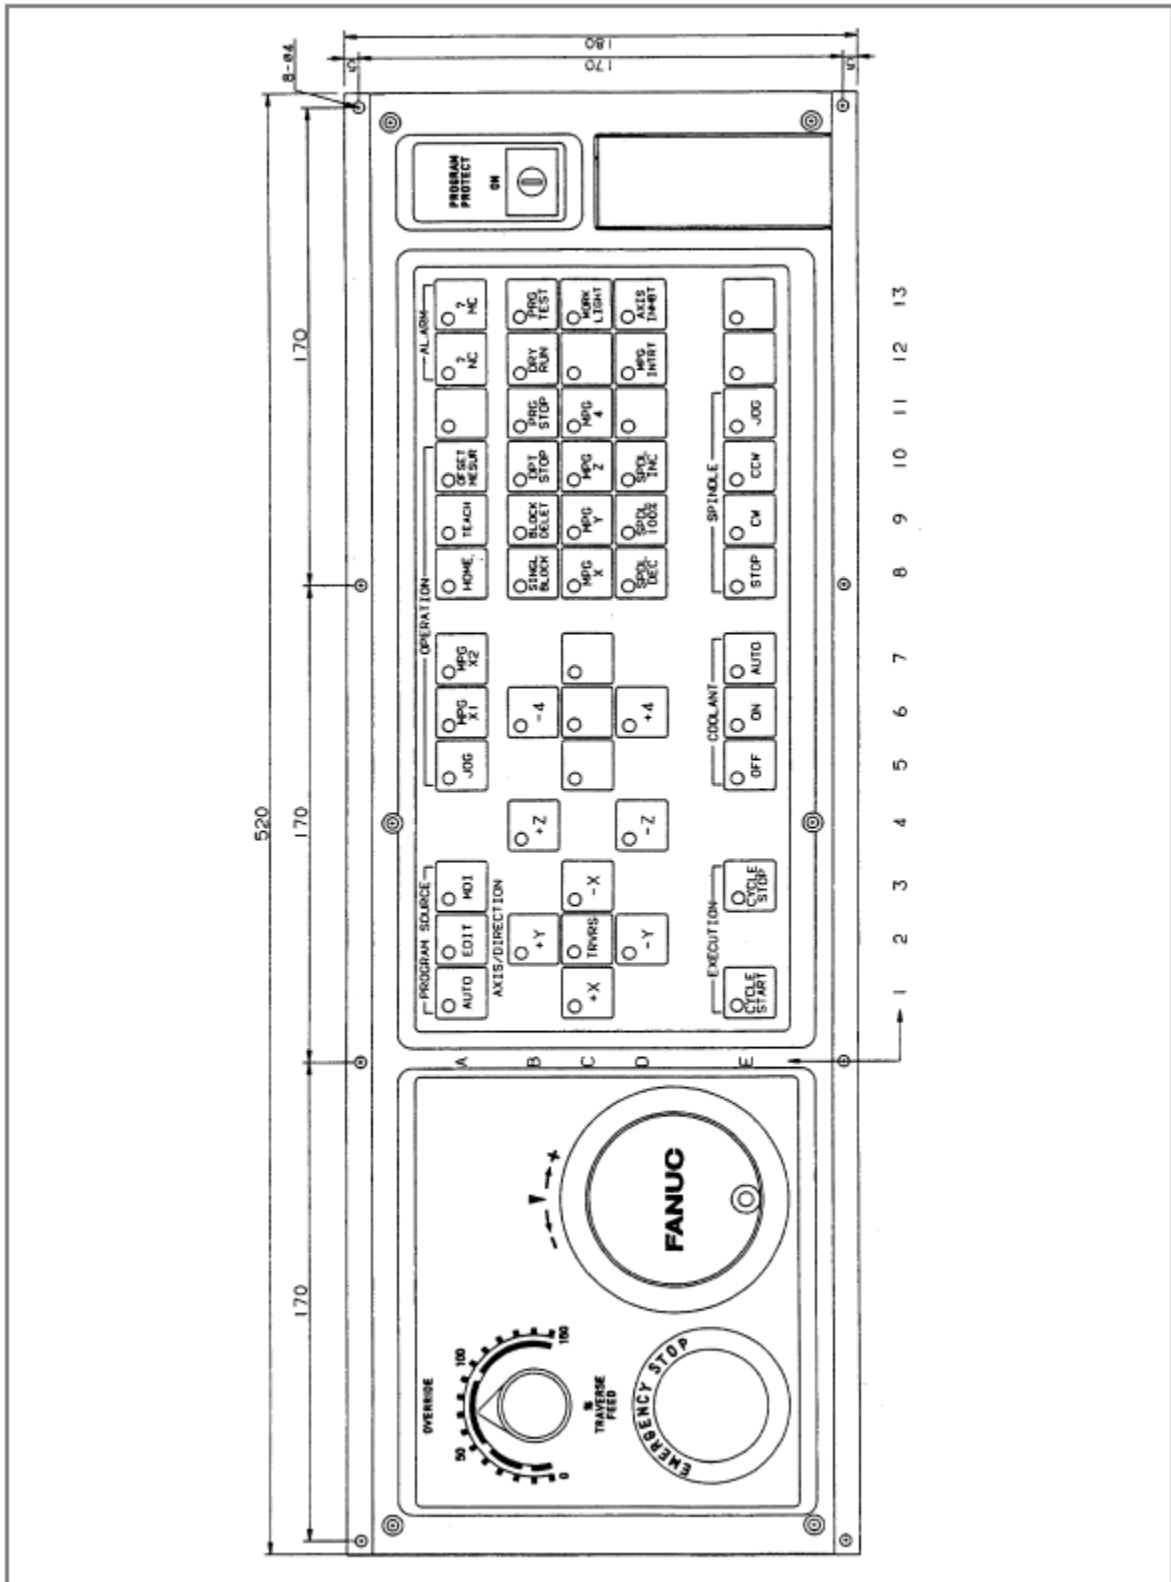 520
170
170
170
8-ø4
5
170
5
180
OVERRIDE
0
50
100
150
%
TRAVERSE
FEED
EMERGENCY STOP
-
+
FANUC
A
B
C
D
E
PROGRAM SOURCE
AUTO
EDIT
MDI
OPERATION
JOG
MPG
X1
MPG
X2
HOME.
TEACH
OFSET
MESUR
ALARM
?
NC
?
MC
AXIS/DIRECTION
+Y
+Z
-4
SINGL
BLOCK
BLOCK
DELET
OPT
STOP
PRG
STOP
DRY
RUN
PRG
TEST
+X
TRVRS
-X
MPG
X
MPG
Y
MPG
Z
MPG
4
WORK
LIGHT
-Y
-Z
+4
SPDL
DEC
SPDL
100%
SPDL
INC
MPG
INTRT
AXIS
INHBT
EXECUTION
CYCLE
START
CYCLE
STOP
COOLANT
OFF
ON
AUTO
SPINDLE
STOP
CW
CCW
JOG
1 2 3 4 5 6 7 8 9 10 11 12 13
PROGRAM
PROTECT
ON